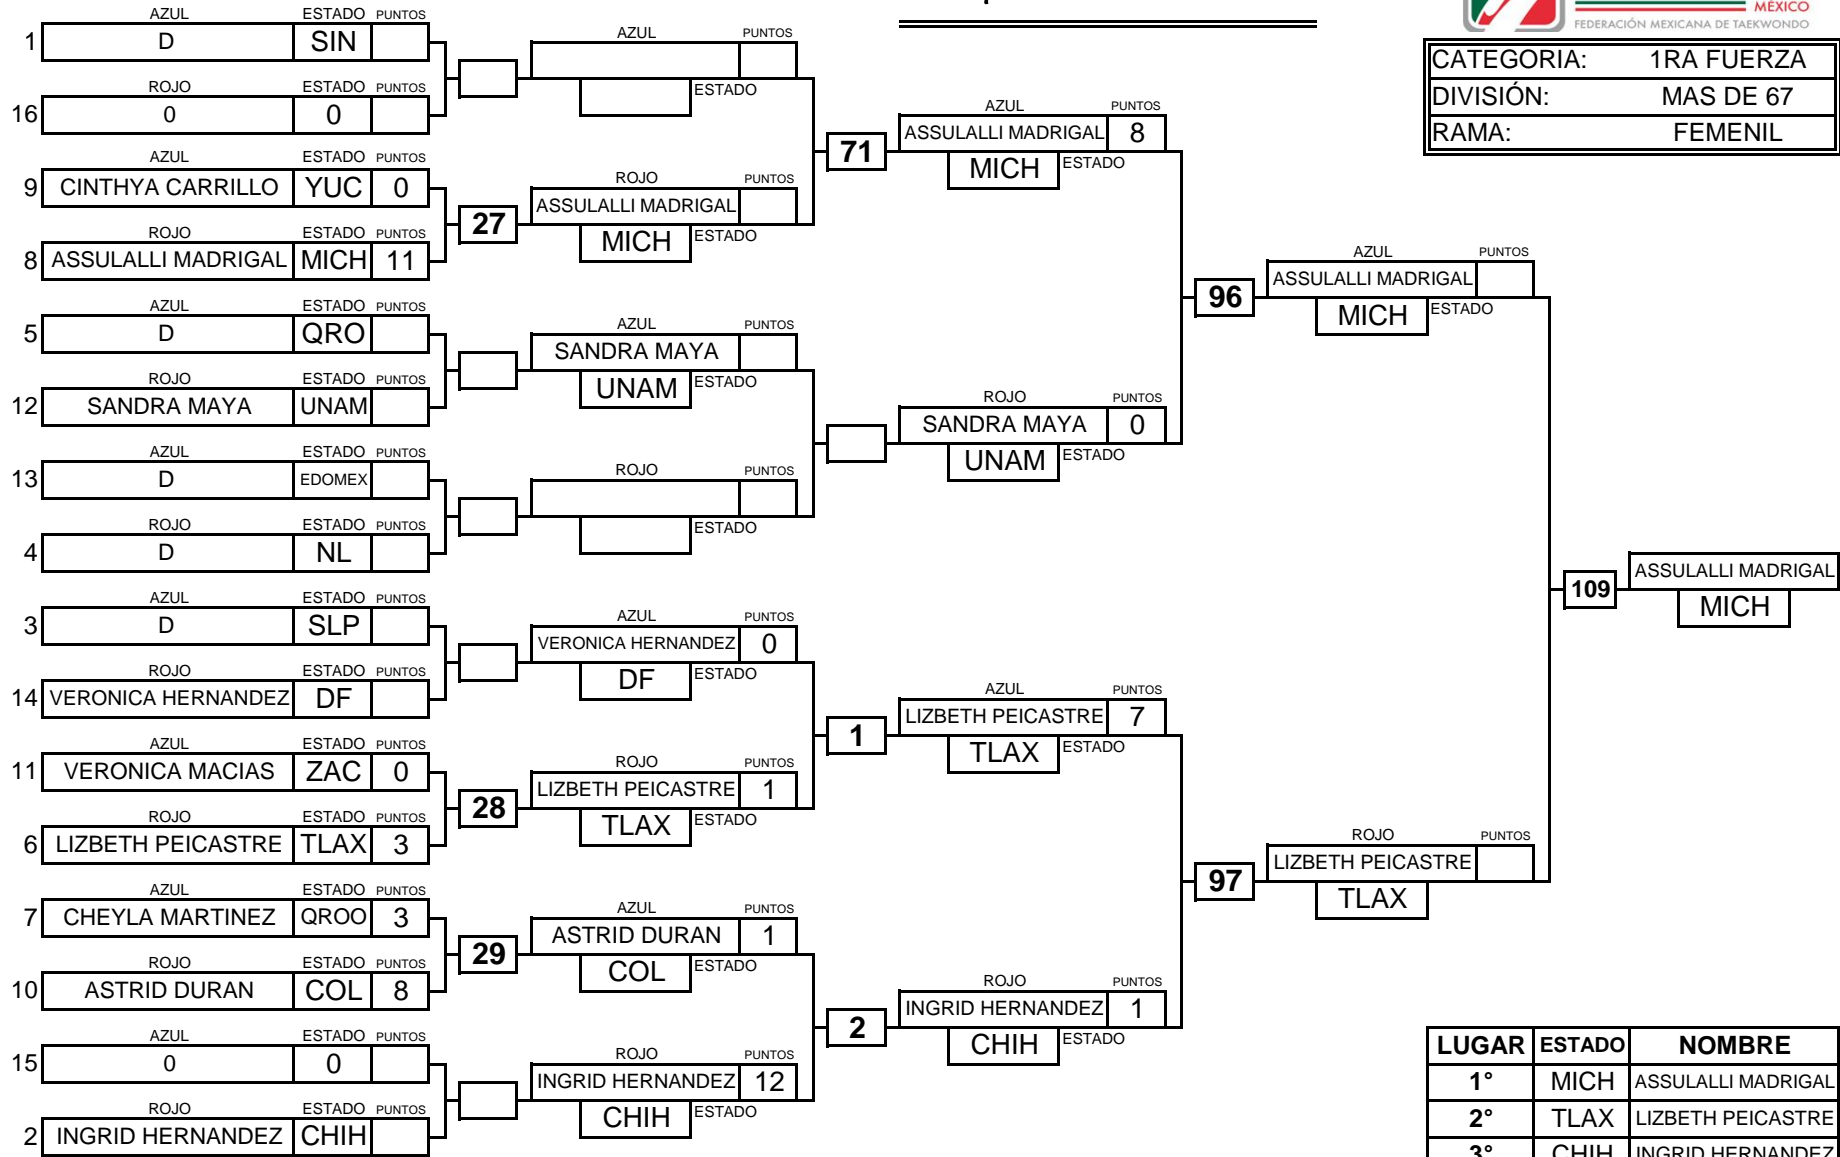 MÉXICO
FEDERACIÓN MEXICANA DE TAEKWONDO
CATEGORIA: 1RA FUERZA
DIVISIÓN: MAS DE 67
RAMA: FEMENIL
AZUL ESTADO PUNTOS
1 D SIN
ROJO ESTADO PUNTOS
16 0 0
AZUL ESTADO PUNTOS
9 CINTHYA CARRILLO YUC 0
ROJO ESTADO PUNTOS
8 ASSULALLI MADRIGAL MICH 11
AZUL ESTADO PUNTOS
5 D QRO
ROJO ESTADO PUNTOS
12 SANDRA MAYA UNAM
AZUL ESTADO PUNTOS
13 D EDOMEX
ROJO ESTADO PUNTOS
4 D NL
AZUL ESTADO PUNTOS
3 D SLP
ROJO ESTADO PUNTOS
14 VERONICA HERNANDEZ DF
AZUL ESTADO PUNTOS
11 VERONICA MACIAS ZAC 0
ROJO ESTADO PUNTOS
6 LIZBETH PEICASTRE TLAX 3
AZUL ESTADO PUNTOS
7 CHEYLA MARTINEZ QROO 3
ROJO ESTADO PUNTOS
10 ASTRID DURAN COL 8
AZUL ESTADO PUNTOS
15 0 0
ROJO ESTADO PUNTOS
2 INGRID HERNANDEZ CHIH
27
28
29
AZUL PUNTOS
ESTADO
ROJO PUNTOS
ASSULALLI MADRIGAL
MICH ESTADO
AZUL PUNTOS
SANDRA MAYA
UNAM ESTADO
ROJO PUNTOS
ESTADO
AZUL PUNTOS
VERONICA HERNANDEZ 0
DF ESTADO
ROJO PUNTOS
LIZBETH PEICASTRE 1
TLAX ESTADO
AZUL PUNTOS
ASTRID DURAN 1
COL ESTADO
ROJO PUNTOS
INGRID HERNANDEZ 12
CHIH ESTADO
71
1
2
AZUL PUNTOS
ASSULALLI MADRIGAL 8
MICH ESTADO
ROJO PUNTOS
SANDRA MAYA 0
UNAM ESTADO
AZUL PUNTOS
LIZBETH PEICASTRE 7
TLAX ESTADO
ROJO PUNTOS
INGRID HERNANDEZ 1
CHIH ESTADO
96
97
AZUL PUNTOS
ASSULALLI MADRIGAL
MICH ESTADO
ROJO PUNTOS
LIZBETH PEICASTRE
TLAX
109
ASSULALLI MADRIGAL
MICH
LUGAR ESTADO NOMBRE
1° MICH ASSULALLI MADRIGAL
2° TLAX LIZBETH PEICASTRE
3° CHIH INGRID HERNANDEZ